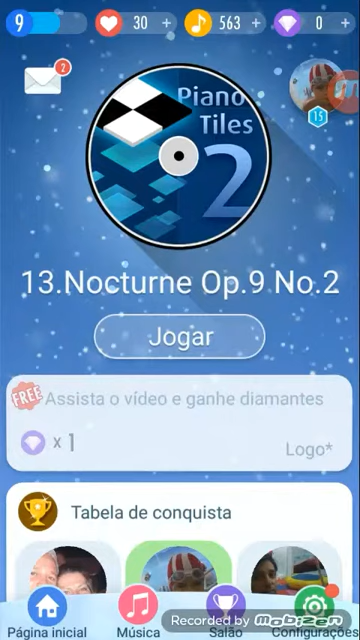 9
30 +
563 +
0 +
2
Piano
Tiles
2
15
13.Nocturne Op.9 No.2
Jogar
FREE
Assista o vídeo e ganhe diamantes
x 1
Logo*
Tabela de conquista
Página inicial
Música
Salão
Configurações
Recorded by Mobizen